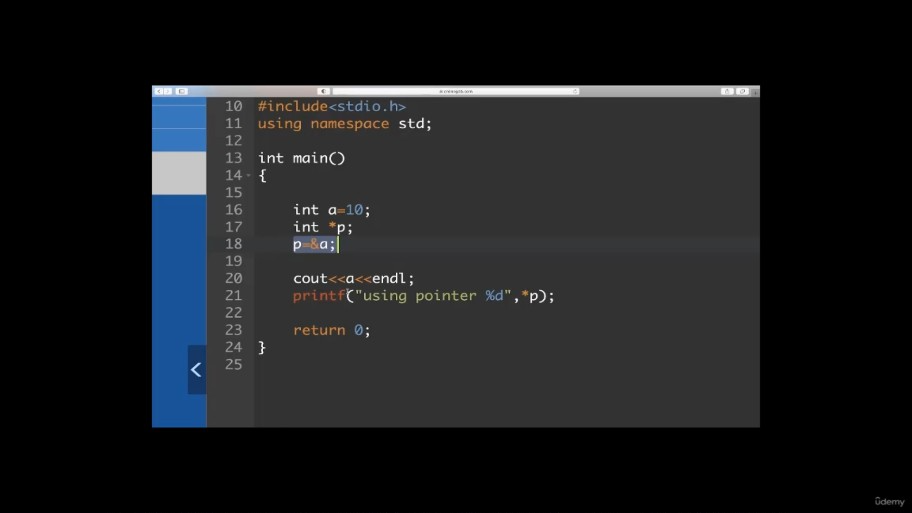 10 #include<stdio.h>
11 using namespace std;
12
13 int main()
14 {
15
16 int a=10;
17 int *p;
18 p=&a;
19
20 cout<<a<<endl;
21 printf("using pointer %d",*p);
22
23 return 0;
24 }
25
udemy